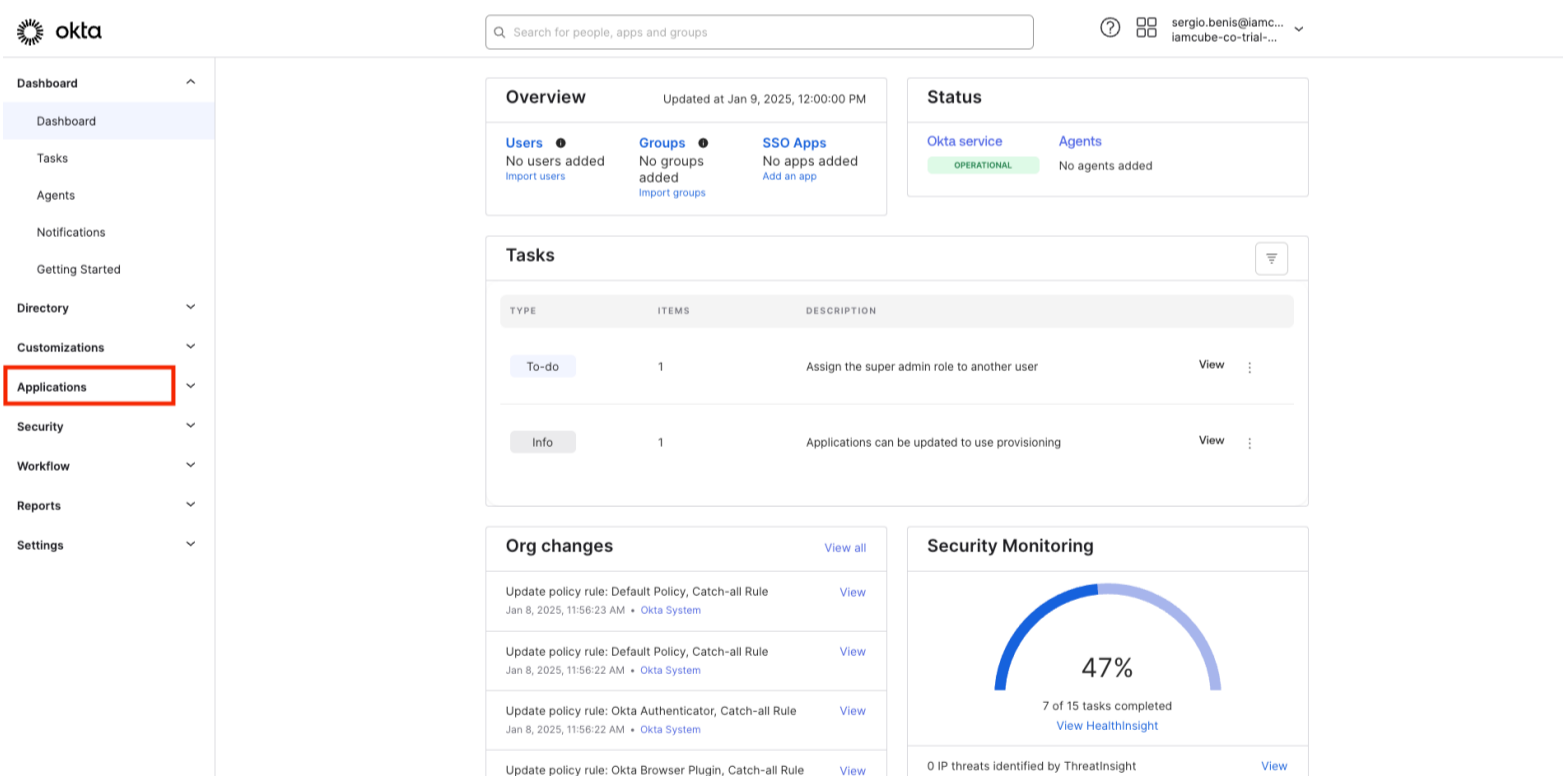 okta
Search for people, apps and groups
sergio.benis@iamc...
iamcube-co-trial-...
Dashboard
Dashboard
Tasks
Agents
Notifications
Getting Started
Directory
Customizations
Applications
Security
Workflow
Reports
Settings
Overview
Updated at Jan 9, 2025, 12:00:00 PM
Users
No users added
Import users
Groups
No groups
added
Import groups
SSO Apps
No apps added
Add an app
Status
Okta service
OPERATIONAL
Agents
No agents added
Tasks
TYPE ITEMS DESCRIPTION
To-do 1 Assign the super admin role to another user View
Info 1 Applications can be updated to use provisioning View
Org changes View all
Update policy rule: Default Policy, Catch-all Rule View
Jan 8, 2025, 11:56:23 AM • Okta System
Update policy rule: Default Policy, Catch-all Rule View
Jan 8, 2025, 11:56:22 AM • Okta System
Update policy rule: Okta Authenticator, Catch-all Rule View
Jan 8, 2025, 11:56:22 AM • Okta System
Update policy rule: Okta Browser Plugin, Catch-all Rule View
Security Monitoring
47%
7 of 15 tasks completed
View HealthInsight
0 IP threats identified by ThreatInsight View